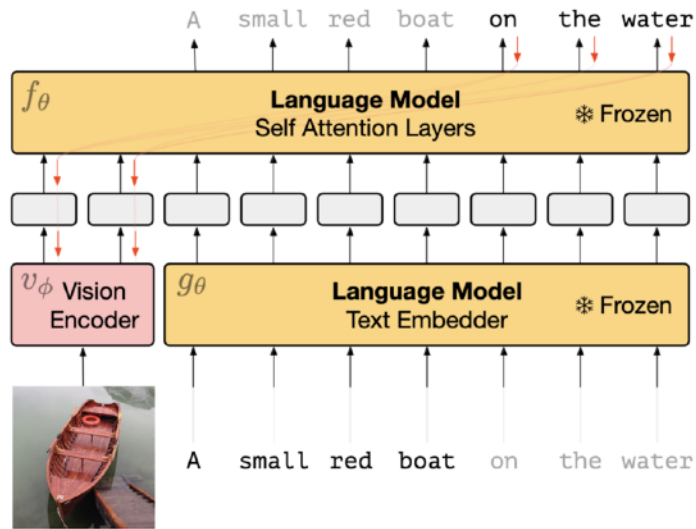 A small red boat on the water
fθ
Language Model
Self Attention Layers
❄ Frozen
vϕ Vision
Encoder
gθ
Language Model
Text Embedder
❄ Frozen
A small red boat on the water